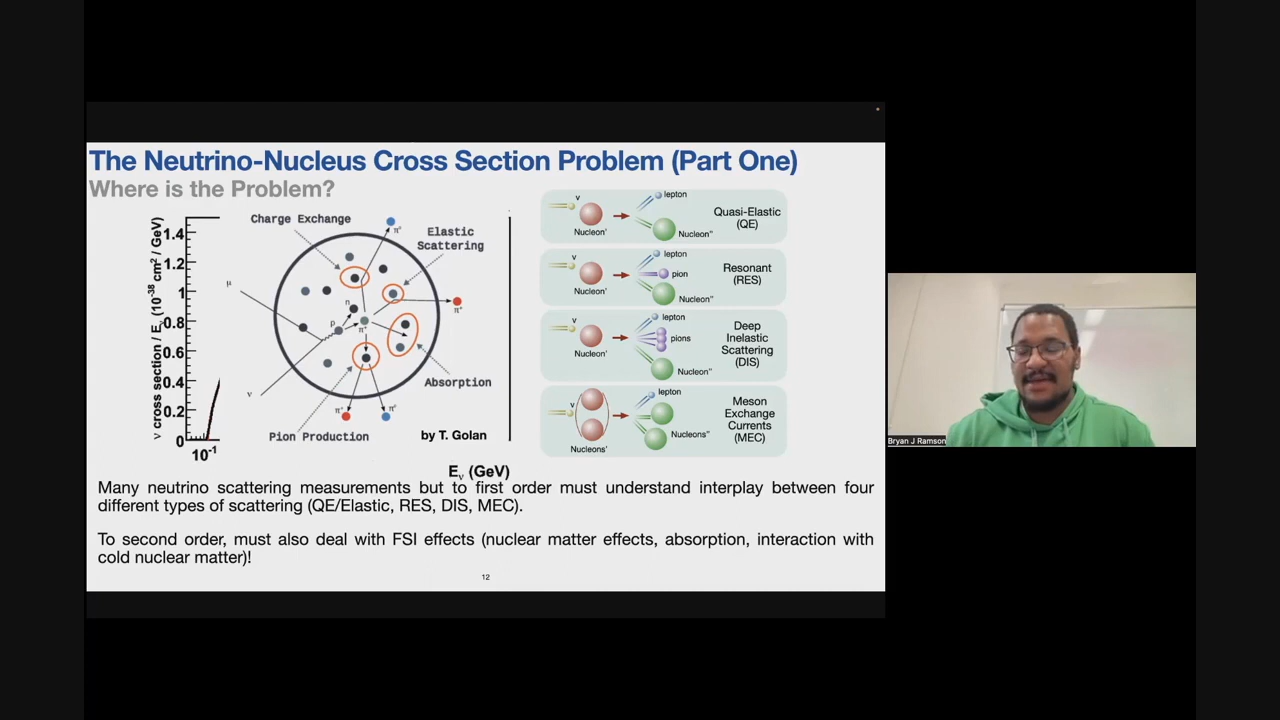 The Neutrino-Nucleus Cross Section Problem (Part One)
Where is the Problem?
ν cross section / Eν (10⁻³⁸ cm² / GeV)
1.4
1.2
1
0.8
0.6
0.4
0.2
0
10⁻¹
Eν (GeV)
Charge Exchange
Elastic
Scattering
Absorption
Pion Production
by T. Golan
μ
ν
n
p
ν
lepton
Nucleon'
Nucleon"
Quasi-Elastic
(QE)
ν
lepton
pion
Nucleon'
Nucleon"
Resonant
(RES)
ν
lepton
pions
Nucleon'
Nucleon"
Deep
Inelastic
Scattering
(DIS)
ν
lepton
Nucleons'
Nucleons"
Meson
Exchange
Currents
(MEC)
Many neutrino scattering measurements but to first order must understand interplay between four
different types of scattering (QE/Elastic, RES, DIS, MEC).
To second order, must also deal with FSI effects (nuclear matter effects, absorption, interaction with
cold nuclear matter)!
12
Bryan J Ramson